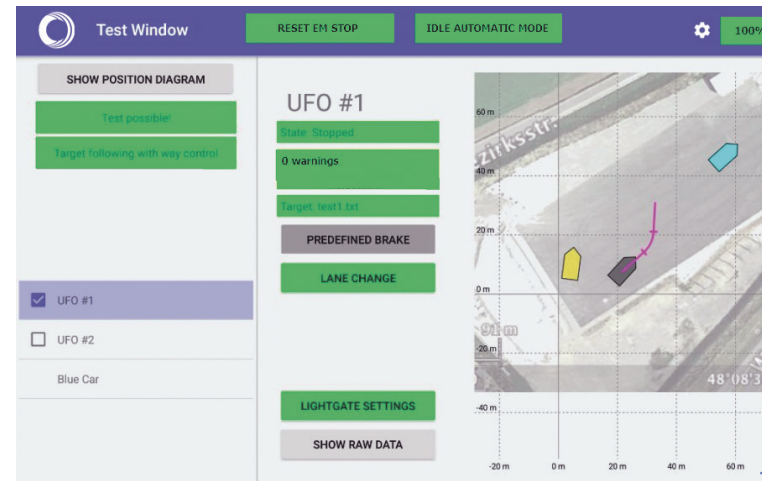 Test Window
RESET EM STOP
IDLE AUTOMATIC MODE
100%
SHOW POSITION DIAGRAM
Test possible!
Target following with way control
UFO #1
State: Stopped
0 warnings
Target: test1.txt
PREDEFINED BRAKE
LANE CHANGE
LIGHTGATE SETTINGS
SHOW RAW DATA
UFO #1
UFO #2
Blue Car
60 m
40 m
20 m
0 m
-20 m
-40 m
zirksstr.
91 m
48°08'3
-20 m
0 m
20 m
40 m
60 m